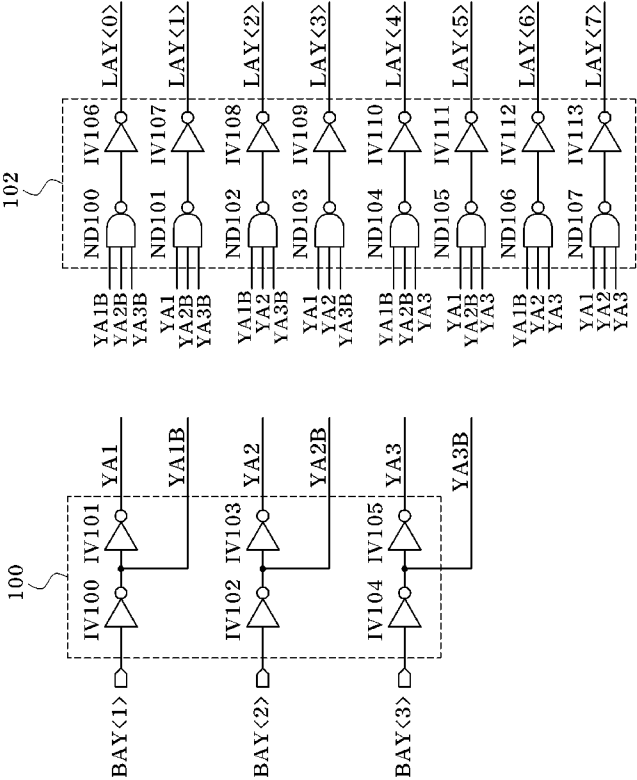 100
IV100 IV101
BAY<1> YA1
YA1B
IV102 IV103
BAY<2> YA2
YA2B
IV104 IV105
BAY<3> YA3
YA3B
102
ND100 IV106
YA1B
YA2B
YA3B
LAY<0>
ND101 IV107
YA1
YA2B
YA3B
LAY<1>
ND102 IV108
YA1B
YA2
YA3B
LAY<2>
ND103 IV109
YA1
YA2
YA3B
LAY<3>
ND104 IV110
YA1B
YA2B
YA3
LAY<4>
ND105 IV111
YA1
YA2B
YA3
LAY<5>
ND106 IV112
YA1B
YA2
YA3
LAY<6>
ND107 IV113
YA1
YA2
YA3
LAY<7>